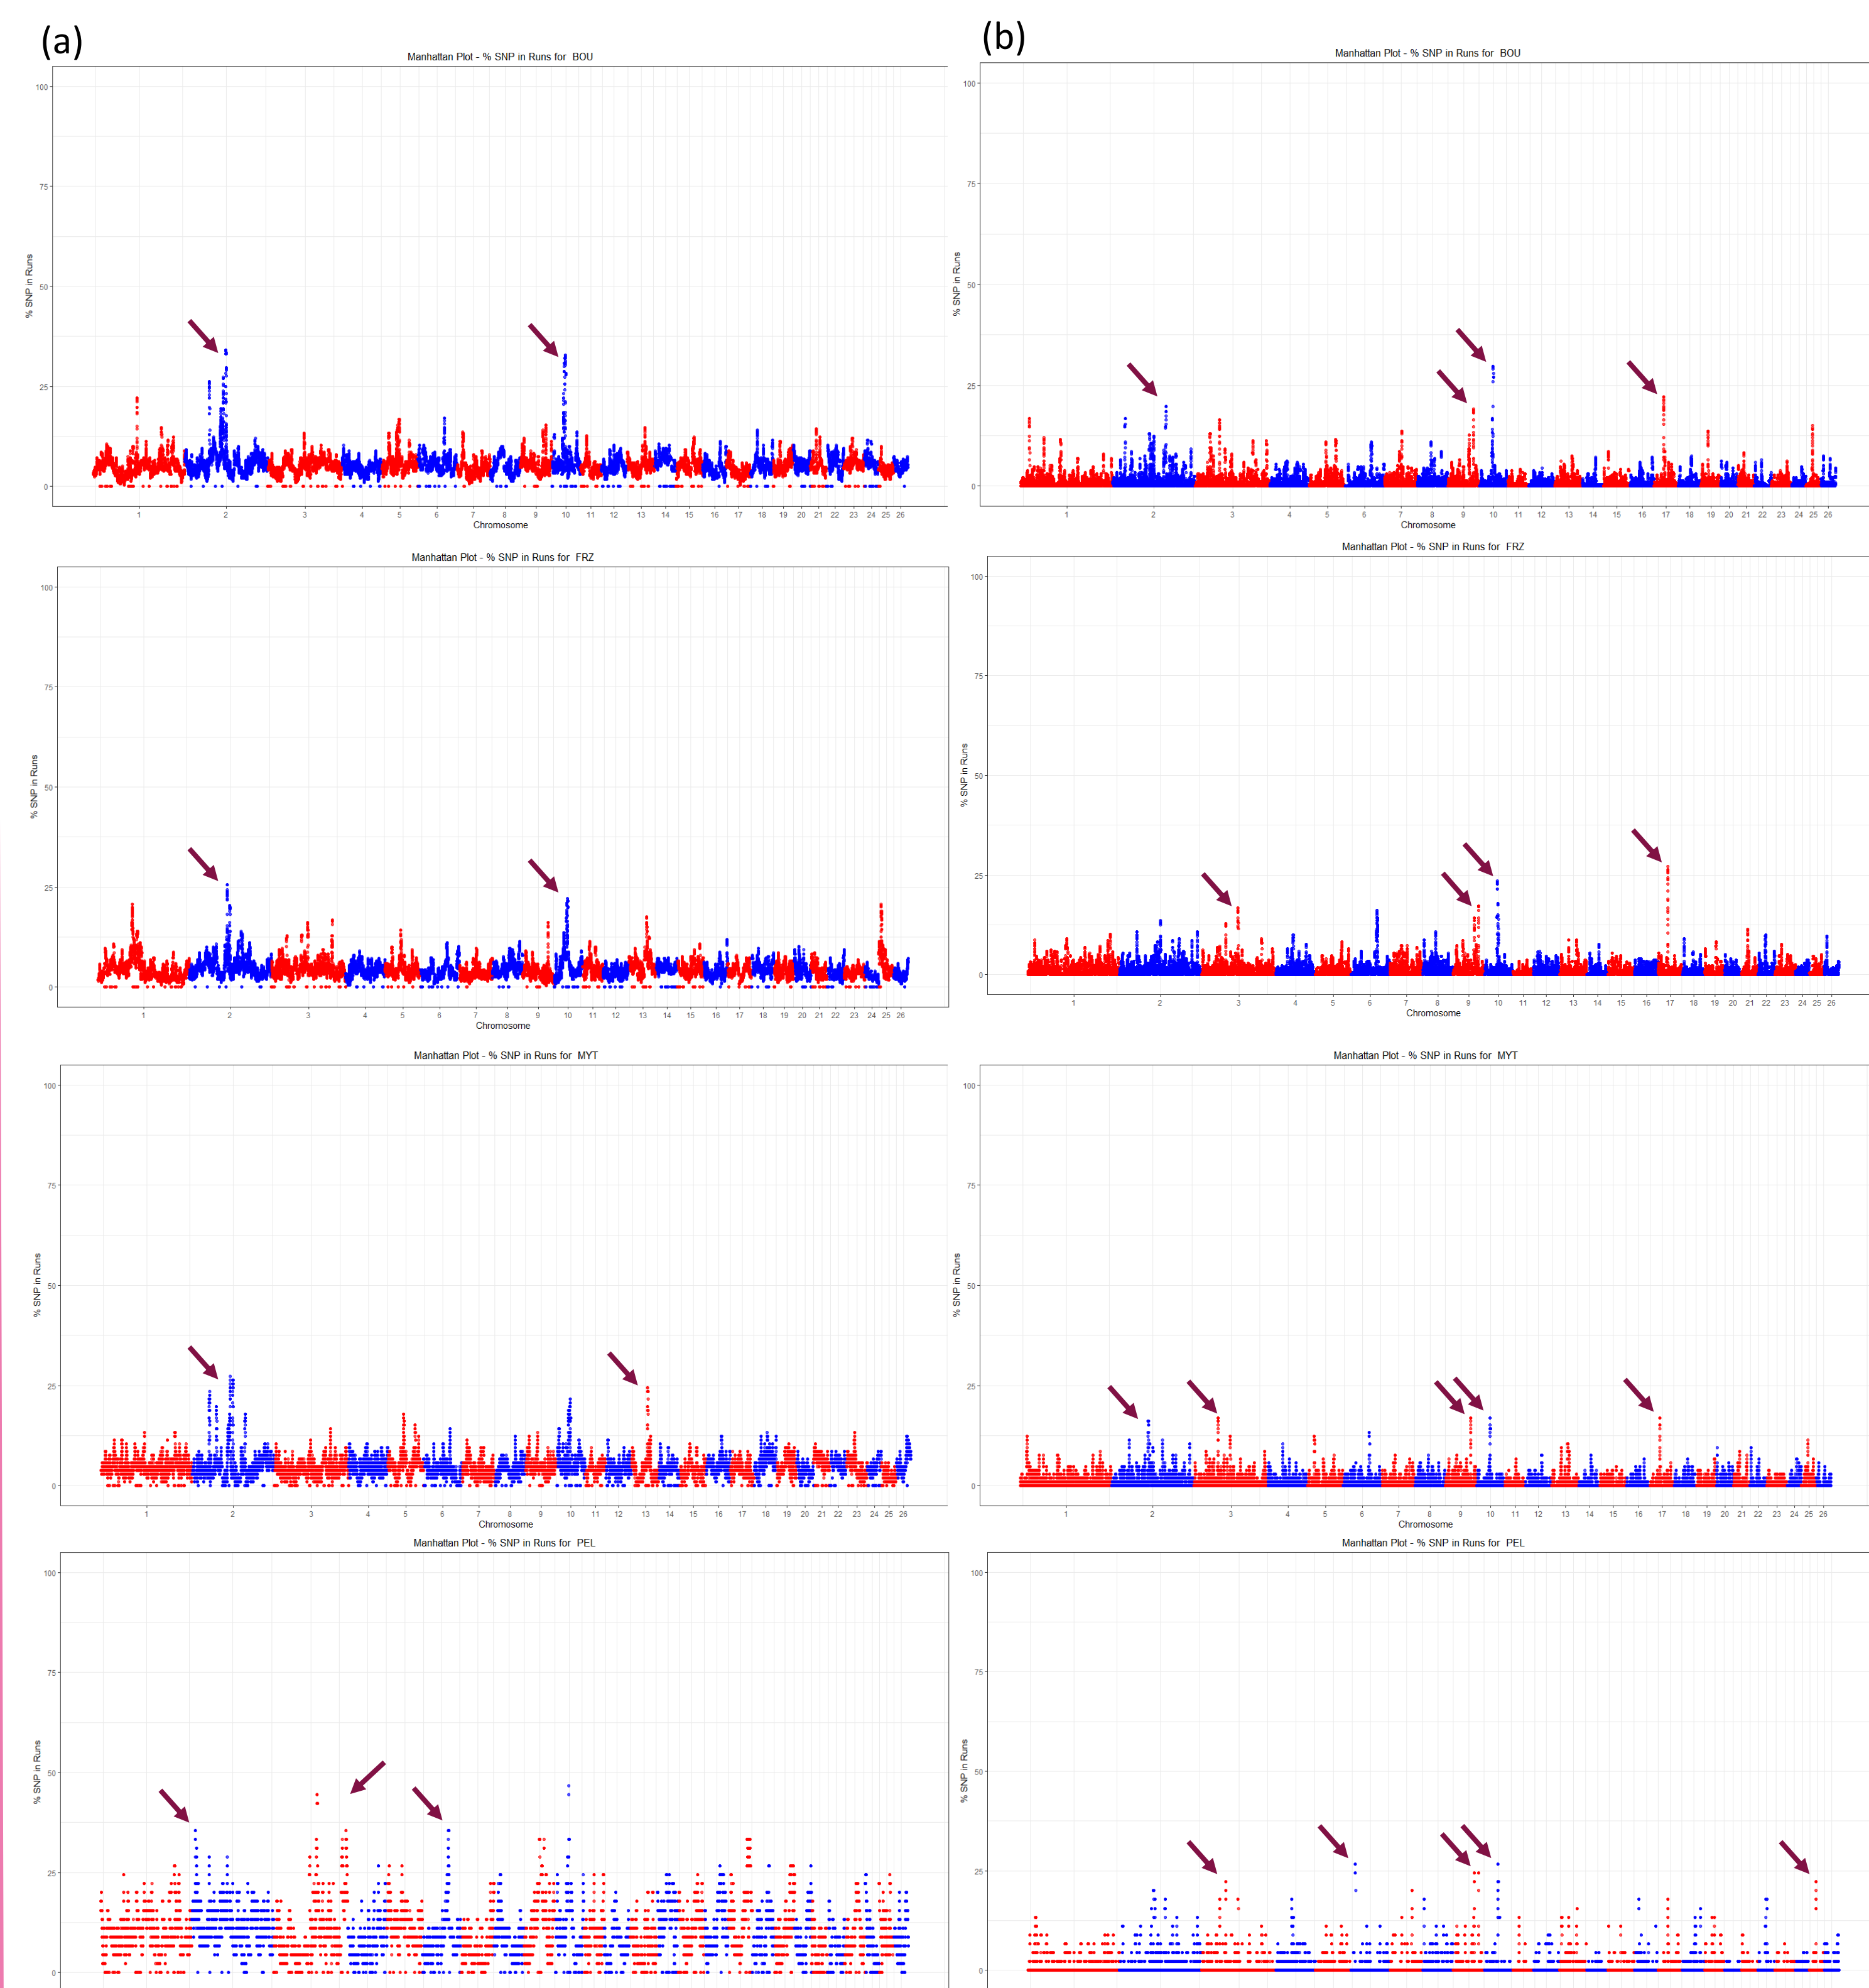 (a)
Manhattan Plot - % SNP in Runs for BOU
% SNP in Runs
100
75
50
25
0
1 2 3 4 5 6 7 8 9 10 11 12 13 14 15 16 17 18 19 20 21 22 23 24 25 26
Chromosome
Manhattan Plot - % SNP in Runs for FRZ
% SNP in Runs
100
75
50
25
0
1 2 3 4 5 6 7 8 9 10 11 12 13 14 15 16 17 18 19 20 21 22 23 24 25 26
Chromosome
Manhattan Plot - % SNP in Runs for MYT
% SNP in Runs
100
75
50
25
0
1 2 3 4 5 6 7 8 9 10 11 12 13 14 15 16 17 18 19 20 21 22 23 24 25 26
Chromosome
Manhattan Plot - % SNP in Runs for PEL
% SNP in Runs
100
75
50
25
0
(b)
Manhattan Plot - % SNP in Runs for BOU
% SNP in Runs
100
75
50
25
0
1 2 3 4 5 6 7 8 9 10 11 12 13 14 15 16 17 18 19 20 21 22 23 24 25 26
Chromosome
Manhattan Plot - % SNP in Runs for FRZ
% SNP in Runs
100
75
50
25
0
1 2 3 4 5 6 7 8 9 10 11 12 13 14 15 16 17 18 19 20 21 22 23 24 25 26
Chromosome
Manhattan Plot - % SNP in Runs for MYT
% SNP in Runs
100
75
50
25
0
1 2 3 4 5 6 7 8 9 10 11 12 13 14 15 16 17 18 19 20 21 22 23 24 25 26
Chromosome
Manhattan Plot - % SNP in Runs for PEL
% SNP in Runs
100
75
50
25
0